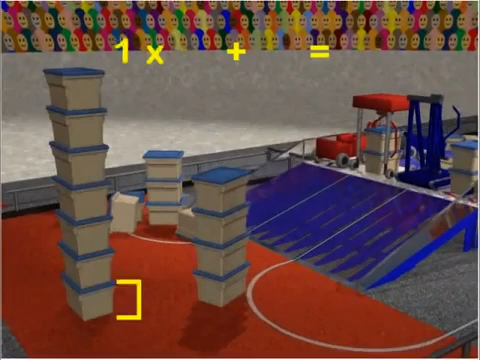 1 x + =